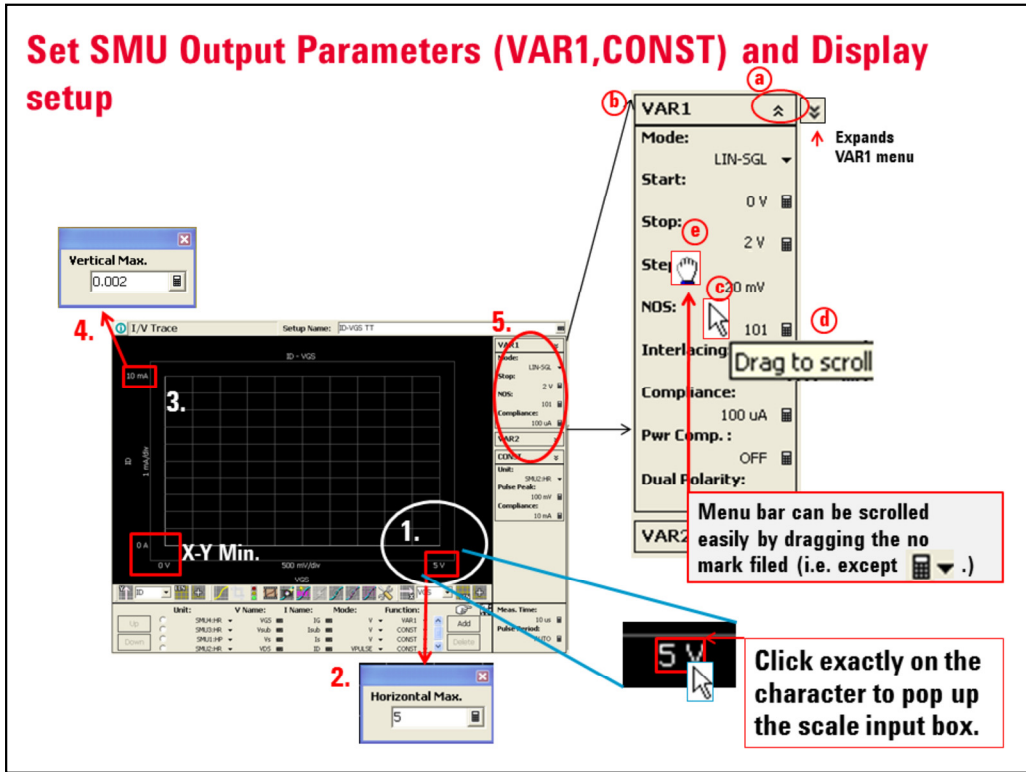 Set SMU Output Parameters (VAR1,CONST) and Display
setup
a
b
VAR1
Expands
VAR1 menu
Mode:
LIN-SGL
Start:
0 V
Stop:
2 V
e
Step
20 mV
c
NOS:
101
d
Interlacing
Drag to scroll
Compliance:
100 uA
Pwr Comp. :
OFF
Dual Polarity:
Menu bar can be scrolled
easily by dragging the no
mark filed (i.e. except .)
VAR2
Vertical Max.
0.002
4.
I/V Trace
Setup Name: ID-VGS TT
5.
ID - VGS
10 mA
3.
ID
1 mA/div
0 A
X-Y Min.
1.
0 V
500 mV/div
5 V
VGS
VAR1
Mode:
LIN-SGL
Stop:
2 V
NOS:
101
Compliance:
100 uA
VAR2
CONST
Unit:
SMU2:HR
Pulse Peak:
100 mV
Compliance:
10 mA
ID
VGS
Unit: V Name: I Name: Mode: Function:
Up
Down
SMU4:HR VGS IG V VAR1
SMU3:HR Vsub Isub V CONST
SMU1:HP Vs Is V CONST
SMU2:HR VDS ID VPULSE CONST
Add
Delete
Meas. Time:
10 us
Pulse Period:
AUTO
2.
Horizontal Max.
5
5 V
Click exactly on the
character to pop up
the scale input box.